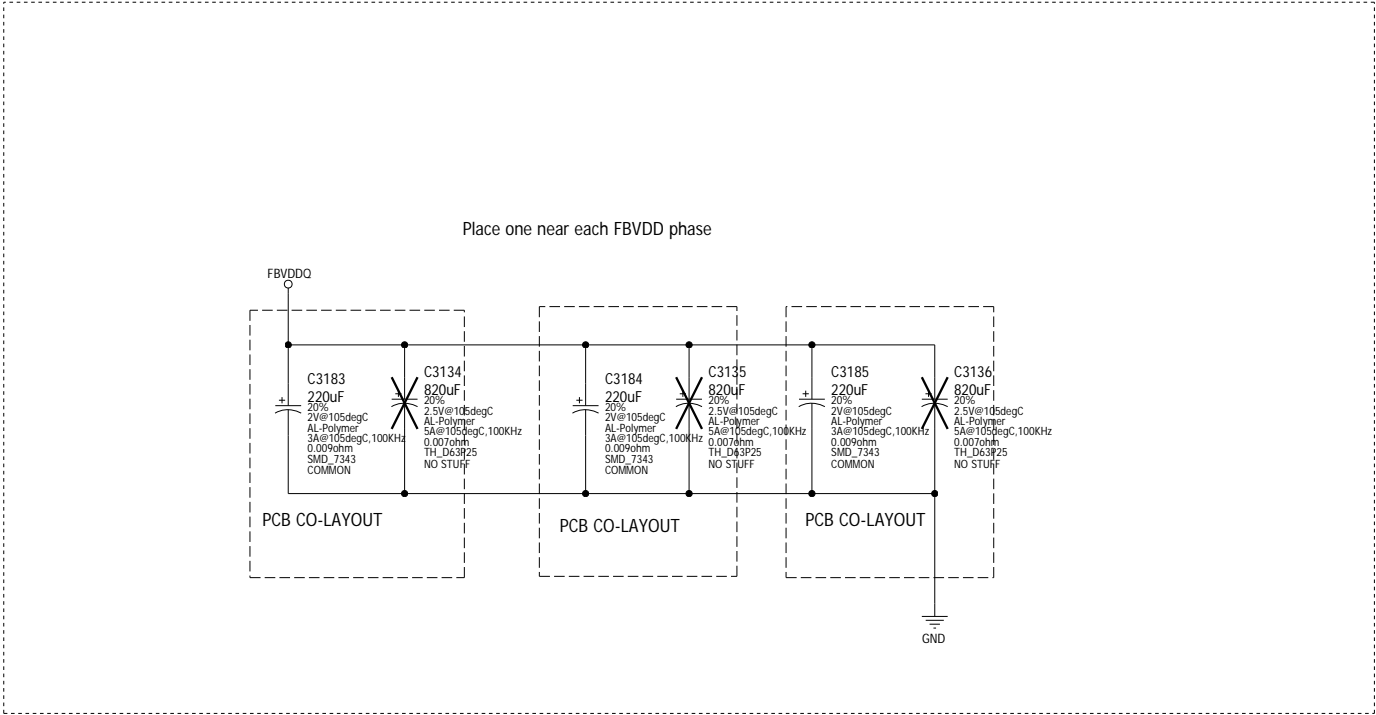 Place one near each FBVDD phase
FBVDDQ
C3183
220uF
20%
2V@105degC
AL-Polymer
3A@105degC,100KHz
0.009ohm
SMD_7343
COMMON
C3134
820uF
20%
2.5V@105degC
AL-Polymer
5A@105degC,100KHz
0.007ohm
TH_D63P25
NO STUFF
PCB CO-LAYOUT
C3184
220uF
20%
2V@105degC
AL-Polymer
3A@105degC,100KHz
0.009ohm
SMD_7343
COMMON
C3135
820uF
20%
2.5V@105degC
AL-Polymer
5A@105degC,100KHz
0.007ohm
TH_D63P25
NO STUFF
PCB CO-LAYOUT
C3185
220uF
20%
2V@105degC
AL-Polymer
3A@105degC,100KHz
0.009ohm
SMD_7343
COMMON
C3136
820uF
20%
2.5V@105degC
AL-Polymer
5A@105degC,100KHz
0.007ohm
TH_D63P25
NO STUFF
PCB CO-LAYOUT
GND